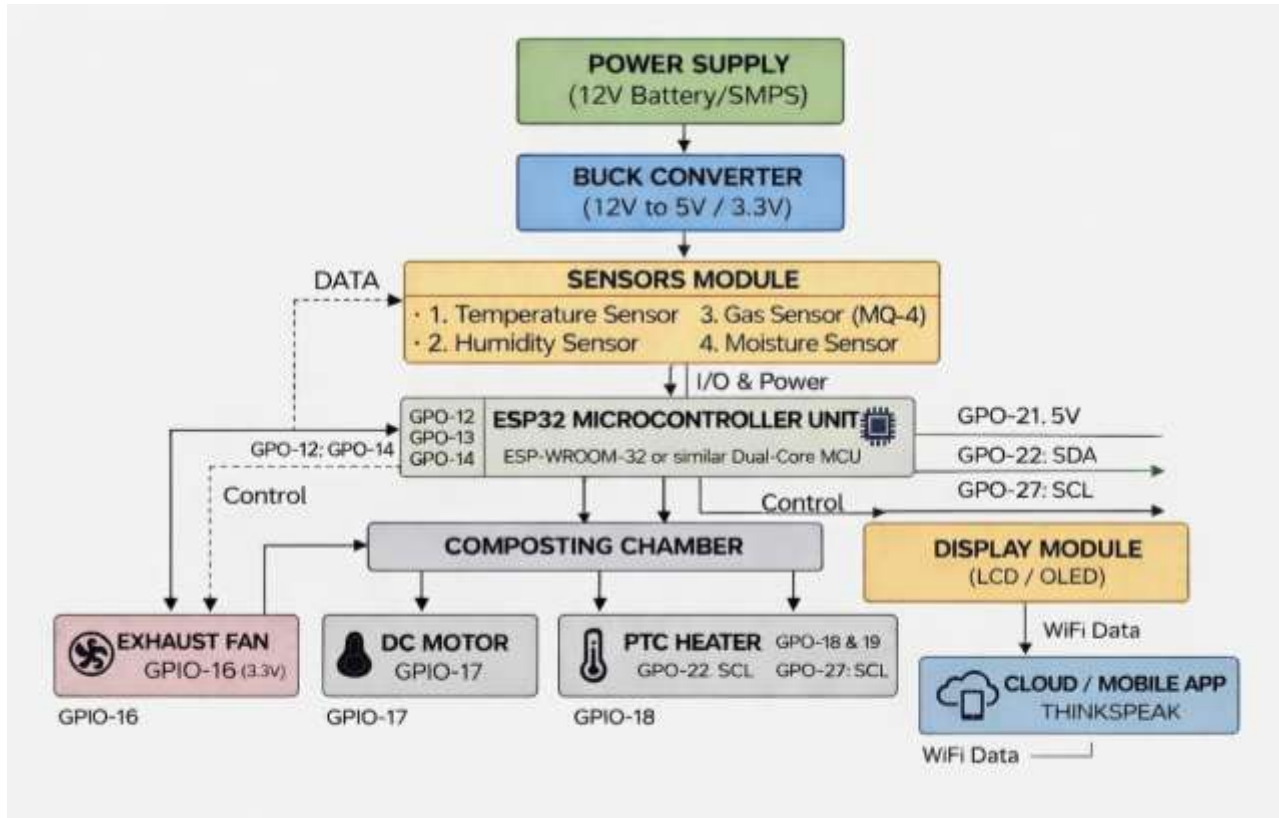 POWER SUPPLY
(12V Battery/SMPS)
BUCK CONVERTER
(12V to 5V / 3.3V)
DATA
SENSORS MODULE
· 1. Temperature Sensor 3. Gas Sensor (MQ-4)
· 2. Humidity Sensor 4. Moisture Sensor
I/O & Power
GPO-12
GPO-13
GPO-14
ESP32 MICROCONTROLLER UNIT
ESP-WROOM-32 or similar Dual-Core MCU
GPO-12: GPO-14
Control
GPO-21. 5V
GPO-22: SDA
GPO-27: SCL
Control
COMPOSTING CHAMBER
DISPLAY MODULE
(LCD / OLED)
WiFi Data
EXHAUST FAN
GPIO-16 (3.3V)
GPIO-16
DC MOTOR
GPIO-17
GPIO-17
PTC HEATER GPO-18 & 19
GPO-22 SCL GPO-27: SCL
GPIO-18
CLOUD / MOBILE APP
THINKSPEAK
WiFi Data